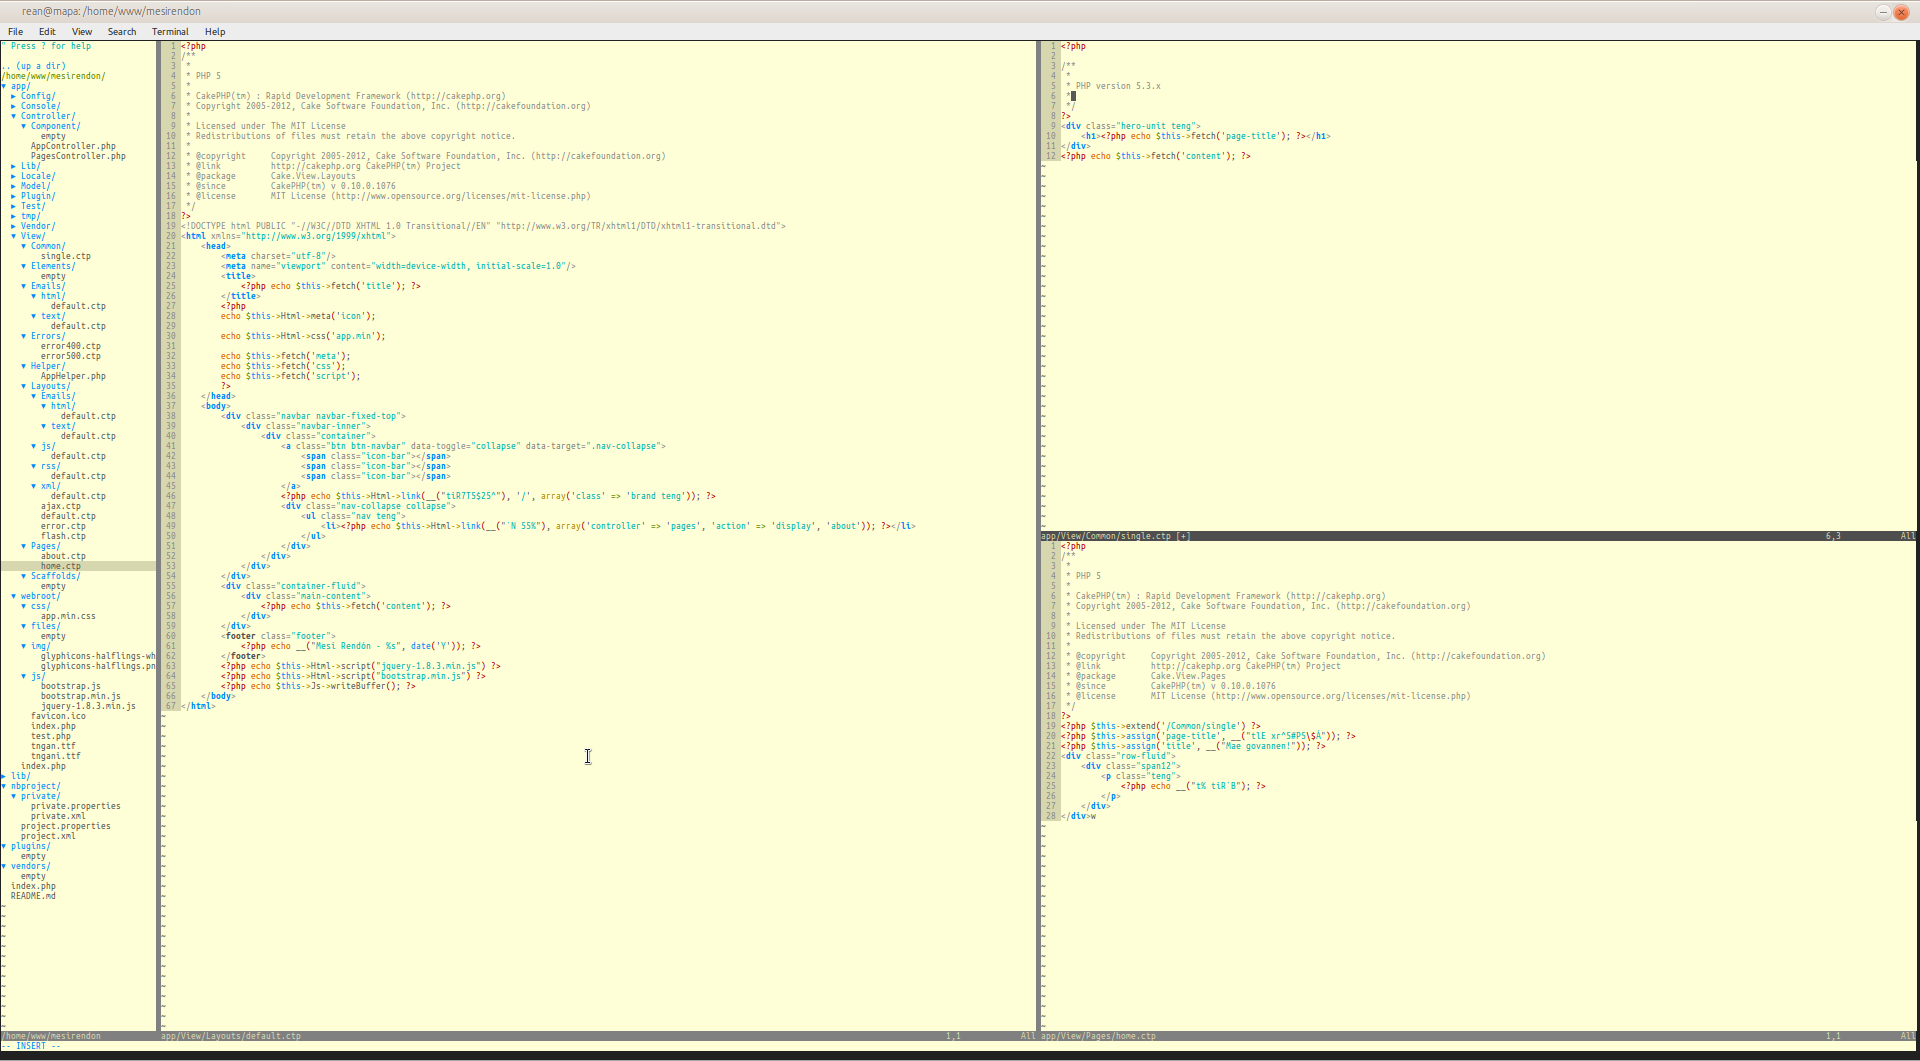 rean@mapa: /home/www/mesirendon
File Edit View Search Terminal Help
" Press ? for help
.. (up a dir)
/home/www/mesirendon/
▼ app/
▶ Config/
▶ Console/
▼ Controller/
▼ Component/
empty
AppController.php
PagesController.php
▶ Lib/
▶ Locale/
▶ Model/
▶ Plugin/
▶ Test/
▶ tmp/
▶ Vendor/
▼ View/
▼ Common/
single.ctp
▼ Elements/
empty
▼ Emails/
▼ html/
default.ctp
▼ text/
default.ctp
▼ Errors/
error400.ctp
error500.ctp
▼ Helper/
AppHelper.php
▼ Layouts/
▼ Emails/
▼ html/
default.ctp
▼ text/
default.ctp
▼ js/
default.ctp
▼ rss/
default.ctp
▼ xml/
default.ctp
ajax.ctp
default.ctp
error.ctp
flash.ctp
▼ Pages/
about.ctp
home.ctp
▼ Scaffolds/
empty
▼ webroot/
▼ css/
app.min.css
▼ files/
empty
▼ img/
glyphicons-halflings-wh
glyphicons-halflings.pn
▼ js/
bootstrap.js
bootstrap.min.js
jquery-1.8.3.min.js
favicon.ico
index.php
test.php
tngan.ttf
tngani.ttf
index.php
▶ lib/
▼ nbproject/
▼ private/
private.properties
private.xml
project.properties
project.xml
▼ plugins/
empty
▼ vendors/
empty
index.php
README.md
/home/www/mesirendon
1 <?php
2 /**
3 *
4 * PHP 5
5 *
6 * CakePHP(tm) : Rapid Development Framework (http://cakephp.org)
7 * Copyright 2005-2012, Cake Software Foundation, Inc. (http://cakefoundation.org)
8 *
9 * Licensed under The MIT License
10 * Redistributions of files must retain the above copyright notice.
11 *
12 * @copyright Copyright 2005-2012, Cake Software Foundation, Inc. (http://cakefoundation.org)
13 * @link http://cakephp.org CakePHP(tm) Project
14 * @package Cake.View.Layouts
15 * @since CakePHP(tm) v 0.10.0.1076
16 * @license MIT License (http://www.opensource.org/licenses/mit-license.php)
17 */
18 ?>
19 <!DOCTYPE html PUBLIC "-//W3C//DTD XHTML 1.0 Transitional//EN" "http://www.w3.org/TR/xhtml1/DTD/xhtml1-transitional.dtd">
20 <html xmlns="http://www.w3.org/1999/xhtml">
21 <head>
22 <meta charset="utf-8"/>
23 <meta name="viewport" content="width=device-width, initial-scale=1.0"/>
24 <title>
25 <?php echo $this->fetch('title'); ?>
26 </title>
27 <?php
28 echo $this->Html->meta('icon');
29
30 echo $this->Html->css('app.min');
31
32 echo $this->fetch('meta');
33 echo $this->fetch('css');
34 echo $this->fetch('script');
35 ?>
36 </head>
37 <body>
38 <div class="navbar navbar-fixed-top">
39 <div class="navbar-inner">
40 <div class="container">
41 <a class="btn btn-navbar" data-toggle="collapse" data-target=".nav-collapse">
42 <span class="icon-bar"></span>
43 <span class="icon-bar"></span>
44 <span class="icon-bar"></span>
45 </a>
46 <?php echo $this->Html->link(__("tiR7T5$25^"), '/', array('class' => 'brand teng')); ?>
47 <div class="nav-collapse collapse">
48 <ul class="nav teng">
49 <li><?php echo $this->Html->link(__("`N 55%"), array('controller' => 'pages', 'action' => 'display', 'about')); ?></li>
50 </ul>
51 </div>
52 </div>
53 </div>
54 </div>
55 <div class="container-fluid">
56 <div class="main-content">
57 <?php echo $this->fetch('content'); ?>
58 </div>
59 </div>
60 <footer class="footer">
61 <?php echo __("Mesi Rendón - %s", date('Y')); ?>
62 </footer>
63 <?php echo $this->Html->script("jquery-1.8.3.min.js") ?>
64 <?php echo $this->Html->script("bootstrap.min.js") ?>
65 <?php echo $this->Js->writeBuffer(); ?>
66 </body>
67 </html>
app/View/Layouts/default.ctp 1,1 All
1 <?php
2
3 /**
4 *
5 * PHP version 5.3.x
6 *
7 */
8 ?>
9 <div class="hero-unit teng">
10 <h1><?php echo $this->fetch('page-title'); ?></h1>
11 </div>
12 <?php echo $this->fetch('content'); ?>
app/View/Common/single.ctp [+] 6,3 All
1 <?php
2 /**
3 *
4 * PHP 5
5 *
6 * CakePHP(tm) : Rapid Development Framework (http://cakephp.org)
7 * Copyright 2005-2012, Cake Software Foundation, Inc. (http://cakefoundation.org)
8 *
9 * Licensed under The MIT License
10 * Redistributions of files must retain the above copyright notice.
11 *
12 * @copyright Copyright 2005-2012, Cake Software Foundation, Inc. (http://cakefoundation.org)
13 * @link http://cakephp.org CakePHP(tm) Project
14 * @package Cake.View.Pages
15 * @since CakePHP(tm) v 0.10.0.1076
16 * @license MIT License (http://www.opensource.org/licenses/mit-license.php)
17 */
18 ?>
19 <?php $this->extend('/Common/single') ?>
20 <?php $this->assign('page-title', __("tlE xr^5#P5\$Â")); ?>
21 <?php $this->assign('title', __("Mae govannen!")); ?>
22 <div class="row-fluid">
23 <div class="span12">
24 <p class="teng">
25 <?php echo __("t% tiR`B"); ?>
26 </p>
27 </div>
28 </div>w
app/View/Pages/home.ctp 1,1 All
-- INSERT --